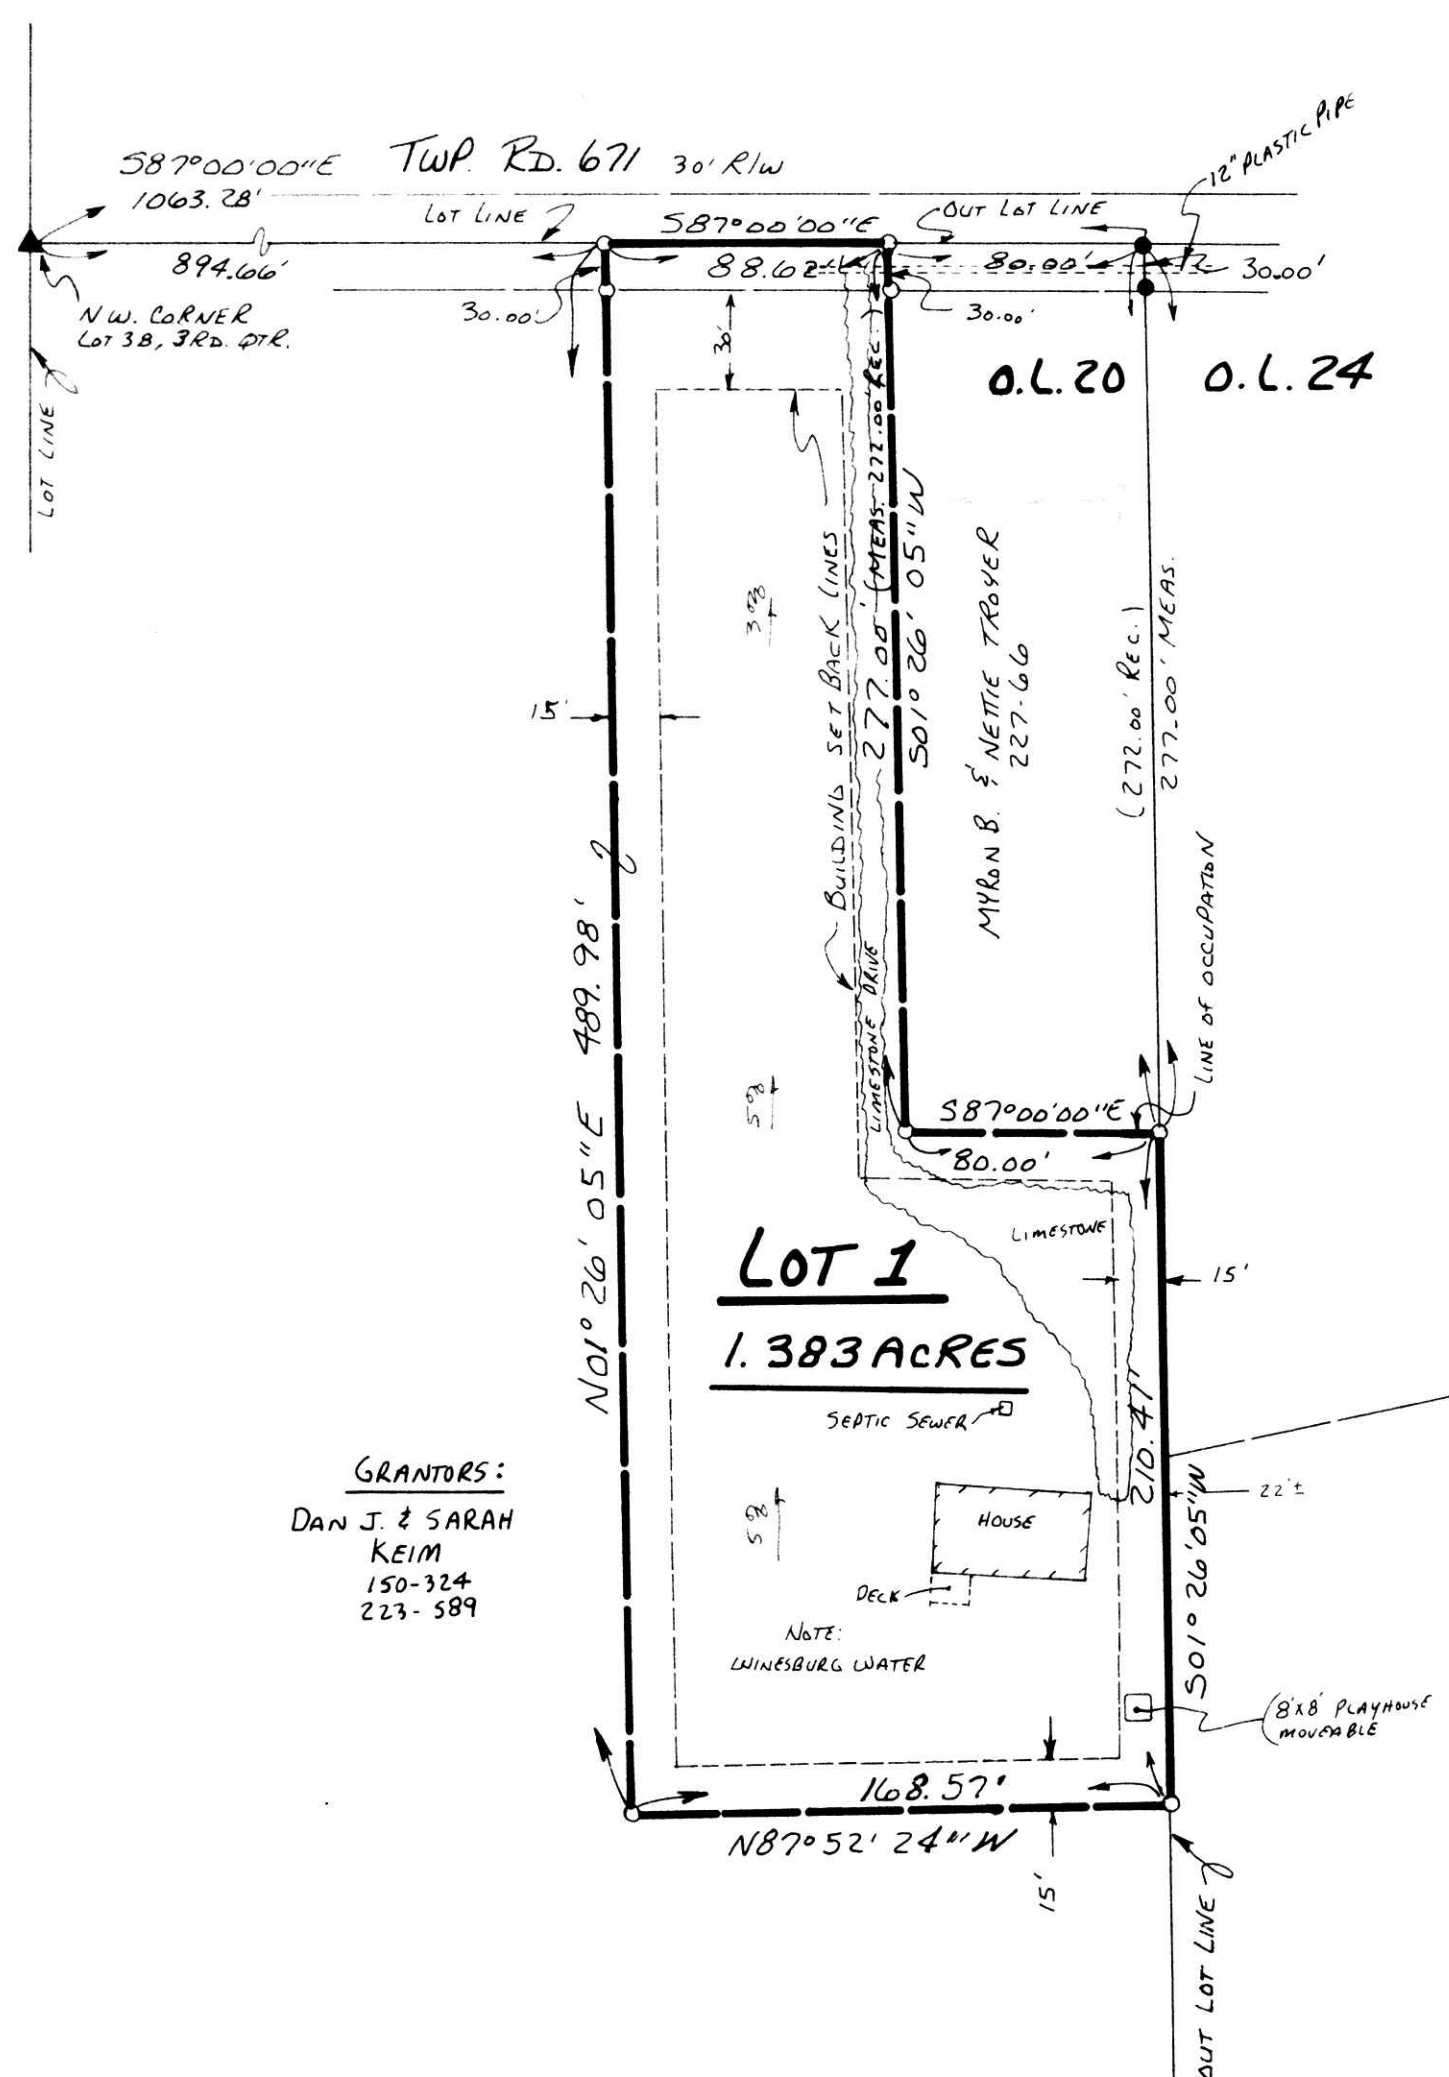 S87°00'00"E
1063.28'
TWP. RD. 671 30' R/W
12" PLASTIC PIPE
LOT LINE
S87°00'00"E
OUT LOT LINE
894.66'
88.62
80.00'
30.00'
N.W. CORNER
LOT 38, 3RD. QTR.
30.00'
30.00'
30'
O.L. 20
O.L. 24
LOT LINE
BUILDING SET BACK LINES
277.00' (MEAS. 272.00' REC.)
S01° 26' 05" W
MYRON B. & NETTIE TROYER
227-66
(272.00' REC.)
277.00' MEAS.
3%
15'
LIMESTONE DRIVE
LINE OF OCCUPATION
N01° 26' 05" E 489.98'
5%
S87°00'00"E
80.00'
LIMESTONE
15'
LOT 1
1.383 ACRES
SEPTIC SEWER
210.47'
S01° 26' 05" W
22'±
GRANTORS:
DAN J. & SARAH
KEIM
150-324
223-589
5%
HOUSE
DECK
NOTE:
WINESBURG WATER
8'X8' PLAYHOUSE
MOVEABLE
168.57'
N87° 52' 24" W
15'
OUT LOT LINE